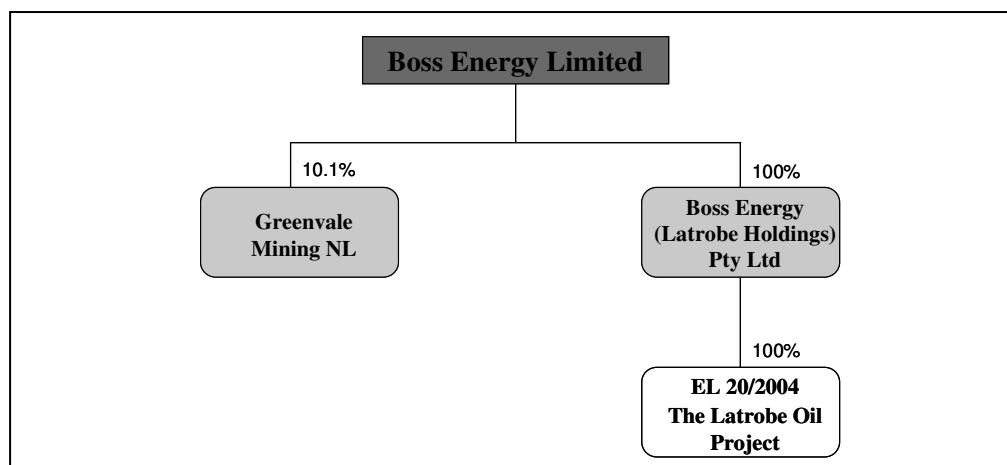 Boss Energy Limited
10.1%
100%
Greenvale
Mining NL
Boss Energy
(Latrobe Holdings)
Pty Ltd
100%
EL 20/2004
The Latrobe Oil
Project